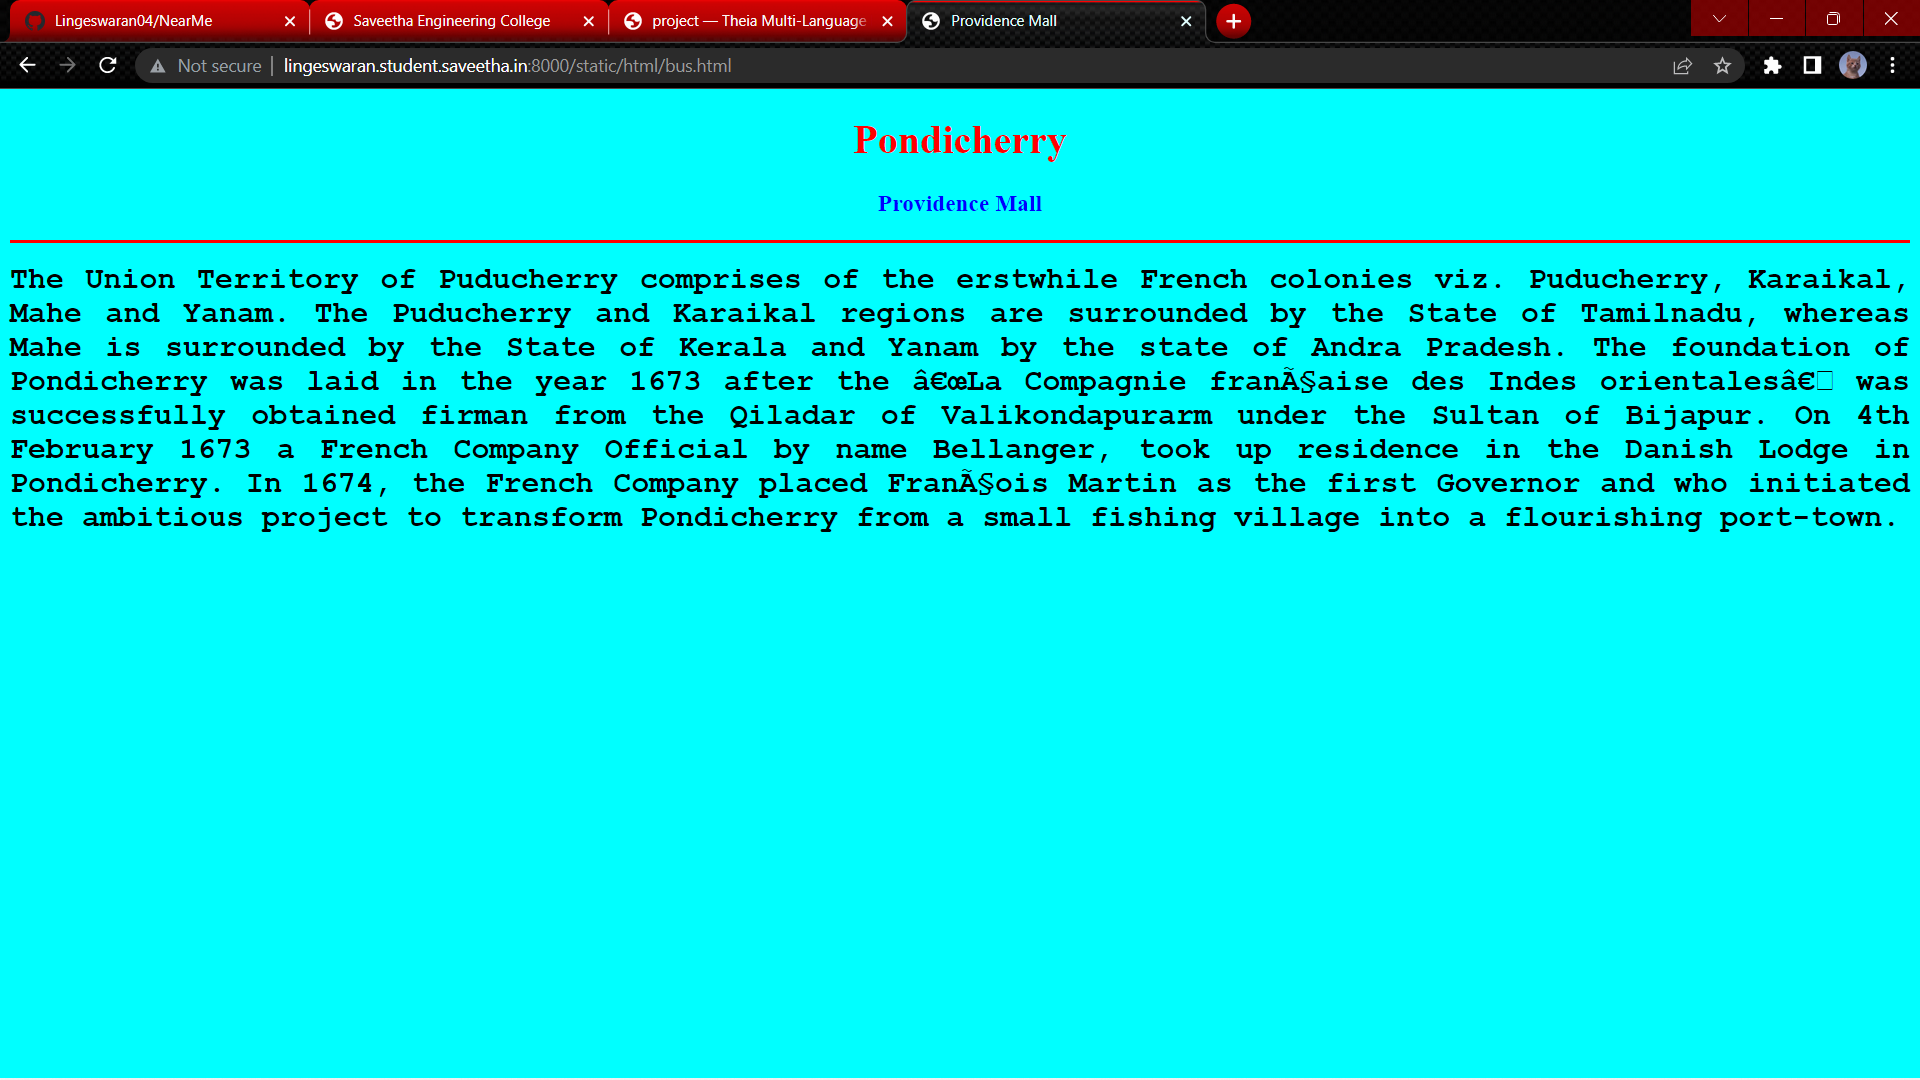 Lingeswaran04/NearMe
Saveetha Engineering College
project — Theia Multi-Language
Providence Mall
Not secure
lingeswaran.student.saveetha.in:8000/static/html/bus.html
Pondicherry
Providence Mall
The Union Territory of Puducherry comprises of the erstwhile French colonies viz. Puducherry, Karaikal,
Mahe and Yanam. The Puducherry and Karaikal regions are surrounded by the State of Tamilnadu, whereas
Mahe is surrounded by the State of Kerala and Yanam by the state of Andra Pradesh. The foundation of
Pondicherry was laid in the year 1673 after the â€œLa Compagnie franÃ§aise des Indes orientalesâ€□ was
successfully obtained firman from the Qiladar of Valikondapurarm under the Sultan of Bijapur. On 4th
February 1673 a French Company Official by name Bellanger, took up residence in the Danish Lodge in
Pondicherry. In 1674, the French Company placed FranÃ§ois Martin as the first Governor and who initiated
the ambitious project to transform Pondicherry from a small fishing village into a flourishing port-town.